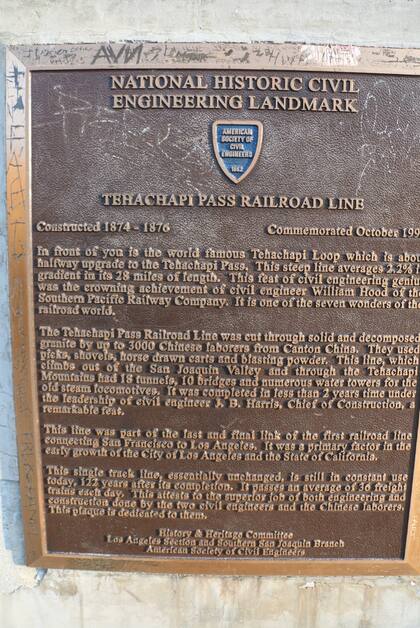 NATIONAL HISTORIC CIVIL
ENGINEERING LANDMARK
AMERICAN
SOCIETY OF
CIVIL
ENGINEERS
1852
TEHACHAPI PASS RAILROAD LINE
Constructed 1874 - 1876 Commemorated October 199
In front of you is the world famous Tehachapi Loop which is abou
halfway upgrade to the Tehachapi Pass. This steep line averages 2.2%
gradient in its 28 miles of length. This feat of civil engineering geniu
was the crowning achievement of civil engineer William Hood of th
Southern Pacific Railway Company. It is one of the seven wonders of th
railroad world.
The Tehachapi Pass Railroad Line was cut through solid and decompose
granite by up to 3000 Chinese laborers from Canton China. They used
picks, shovels, horse drawn carts and blasting powder. This line, which
climbs out of the San Joaquin Valley and through the Tehachapi
Mountains had 18 tunnels, 10 bridges and numerous water towers for the
old steam locomotives. It was completed in less than 2 years time under
the leadership of civil engineer J. B. Harris, Chief of Construction, a
remarkable feat.
This line was part of the last and final link of the first railroad line
connecting San Francisco to Los Angeles. It was a primary factor in the
early growth of the City of Los Angeles and the State of California.
This single track line, essentially unchanged, is still in constant use
today, 122 years after its completion. It passes an average of 36 freight
trains each day. This attests to the superior job of both engineering and
construction done by the two civil engineers and the Chinese laborers.
This plaque is dedicated to them.
History & Heritage Committee
Los Angeles Section and Southern San Joaquin Branch
American Society of Civil Engineers